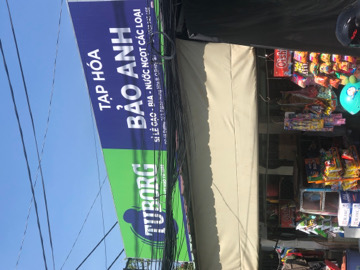 TẠP HÓA
BẢO ANH
SỈ LẺ GẠO - BIA - NƯỚC NGỌT CÁC LOẠI
TUBORG